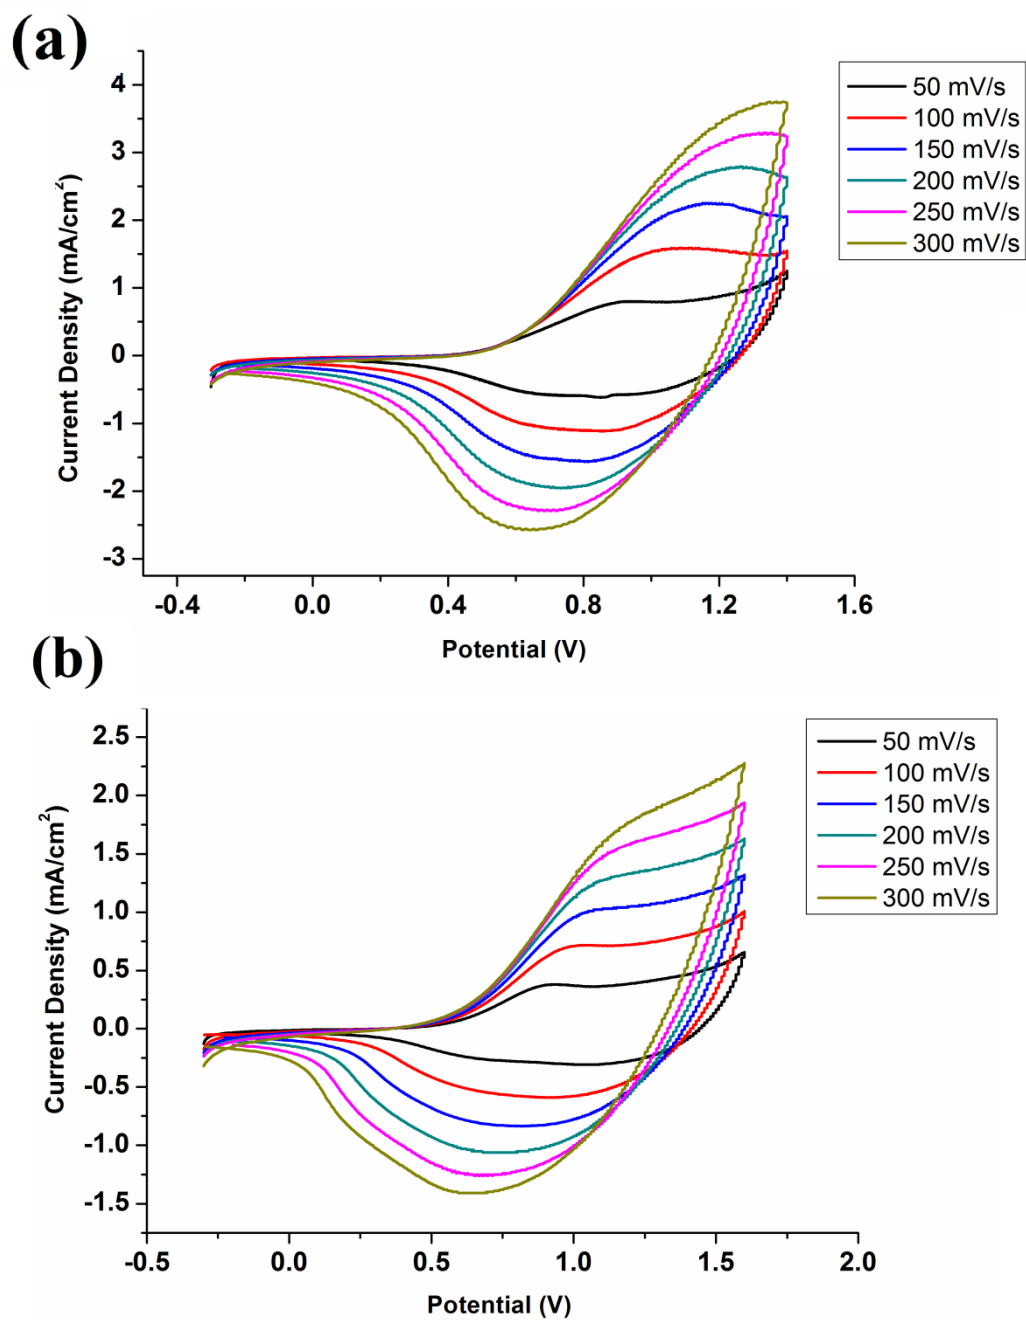 (a)
4
3
2
1
0
-1
-2
-3
-0.4 0.0 0.4 0.8 1.2 1.6
Current Density (mA/cm²)
Potential (V)
50 mV/s
100 mV/s
150 mV/s
200 mV/s
250 mV/s
300 mV/s
(b)
2.5
2.0
1.5
1.0
0.5
0.0
-0.5
-1.0
-1.5
-0.5 0.0 0.5 1.0 1.5 2.0
Current Density (mA/cm²)
Potential (V)
50 mV/s
100 mV/s
150 mV/s
200 mV/s
250 mV/s
300 mV/s